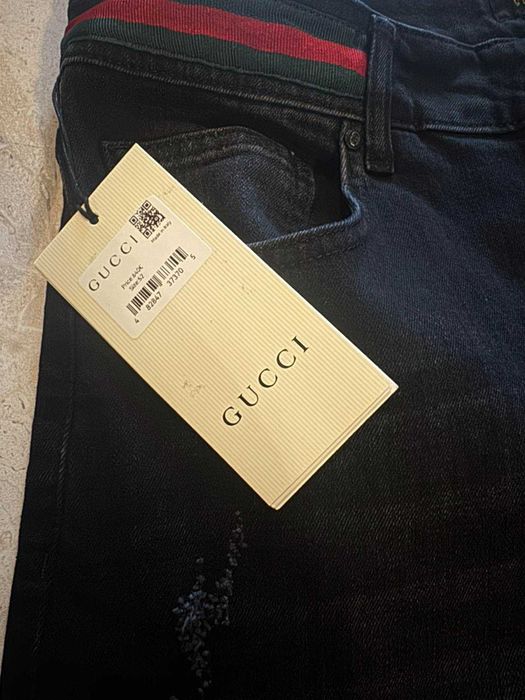 GUCCI
Made in Italy
Size:52
4 82847 37370 5
GUCCI